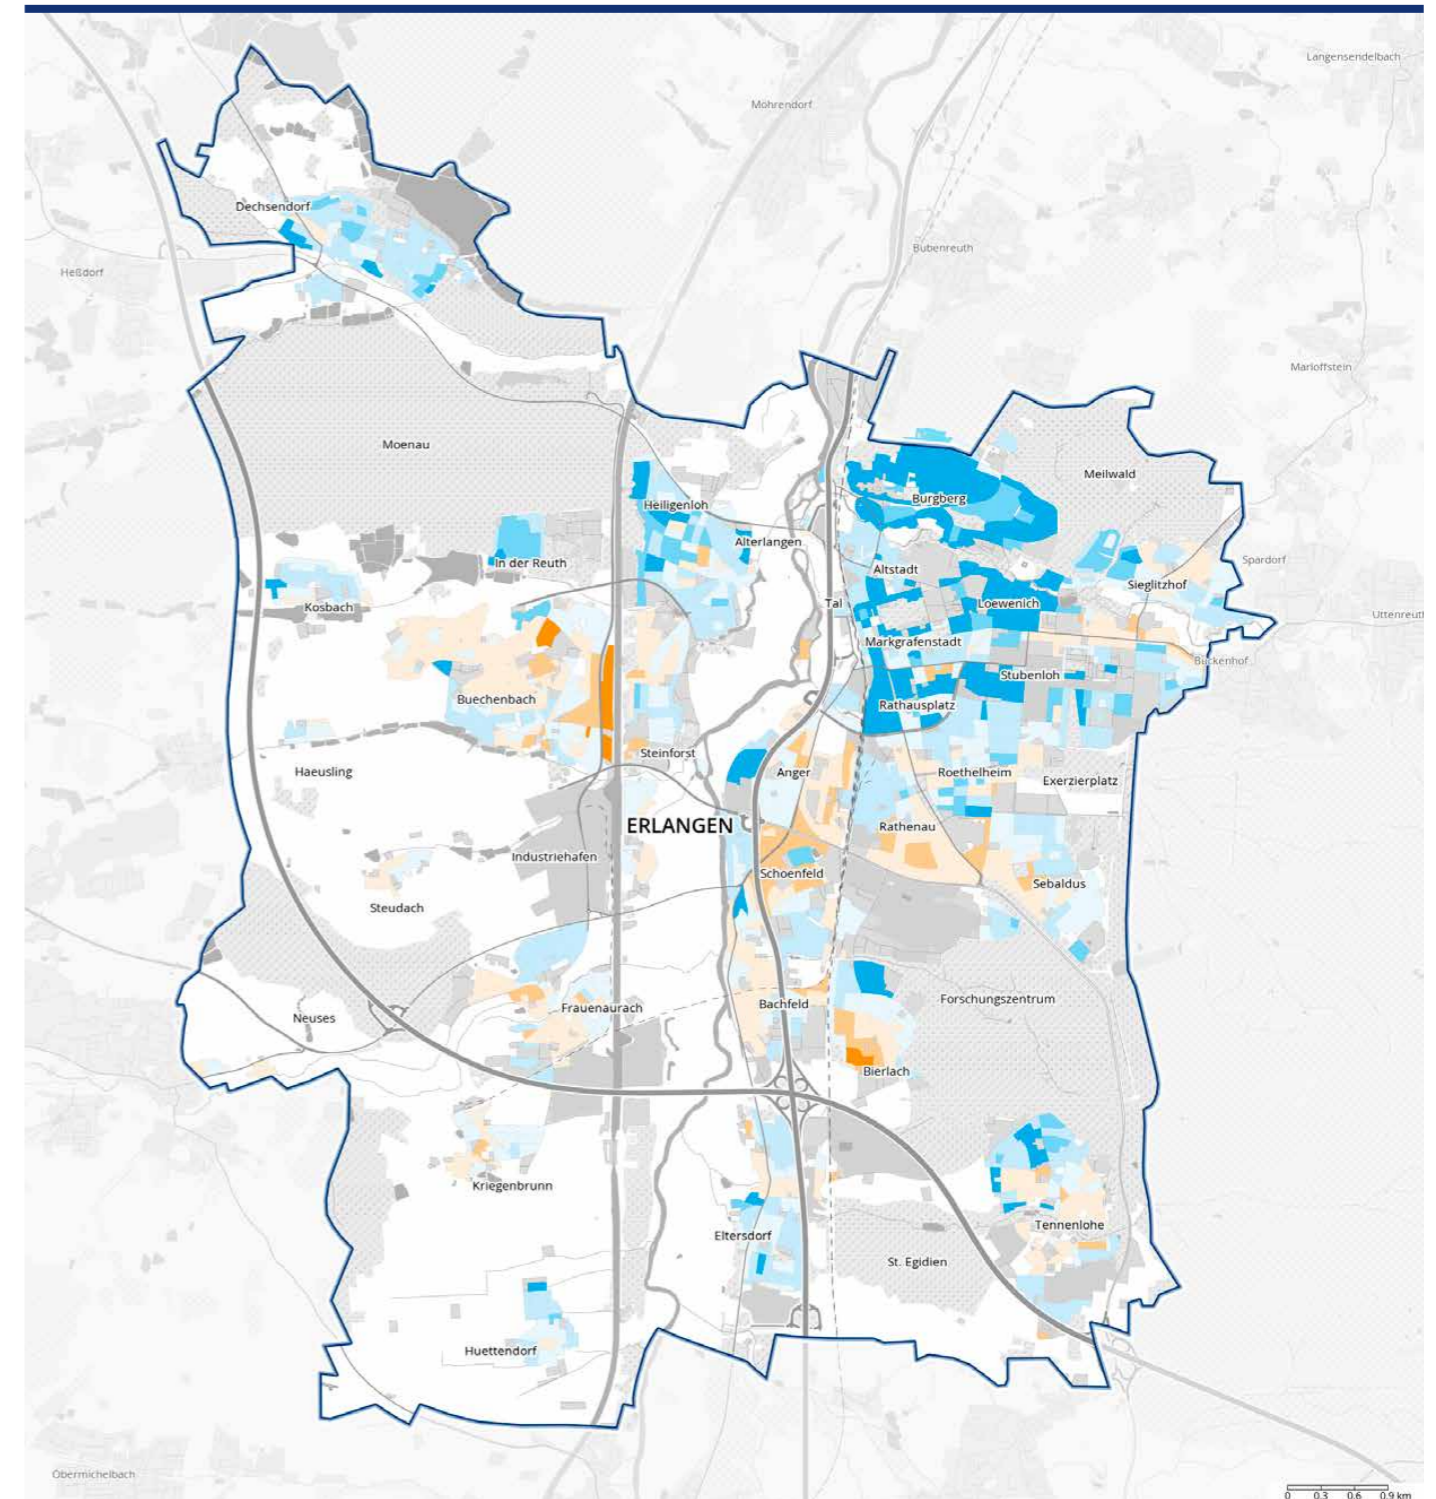 Langensendelbach
Möhrendorf
Dechsendorf
Bubenreuth
Heßdorf
Marloffstein
Moenau
Meilwald
Burgberg
Heiligenloh
Alterlangen
In der Reuth
Spardorf
Altstadt
Sieglitzhof
Kosbach
Tal
Loewenich
Uttenreuth
Markgrafenstadt
Buckenhof
Stubenloh
Buechenbach
Rathausplatz
Steinforst
Haeusling
Anger
Roethelheim
Exerzierplatz
ERLANGEN
Rathenau
Industriehafen
Schoenfeld
Sebaldus
Steudach
Forschungszentrum
Bachfeld
Frauenaurach
Neuses
Bierlach
Kriegenbrunn
Tennenlohe
Eltersdorf
St. Egidien
Huettendorf
Obermichelbach
0 0.3 0.6 0.9 km